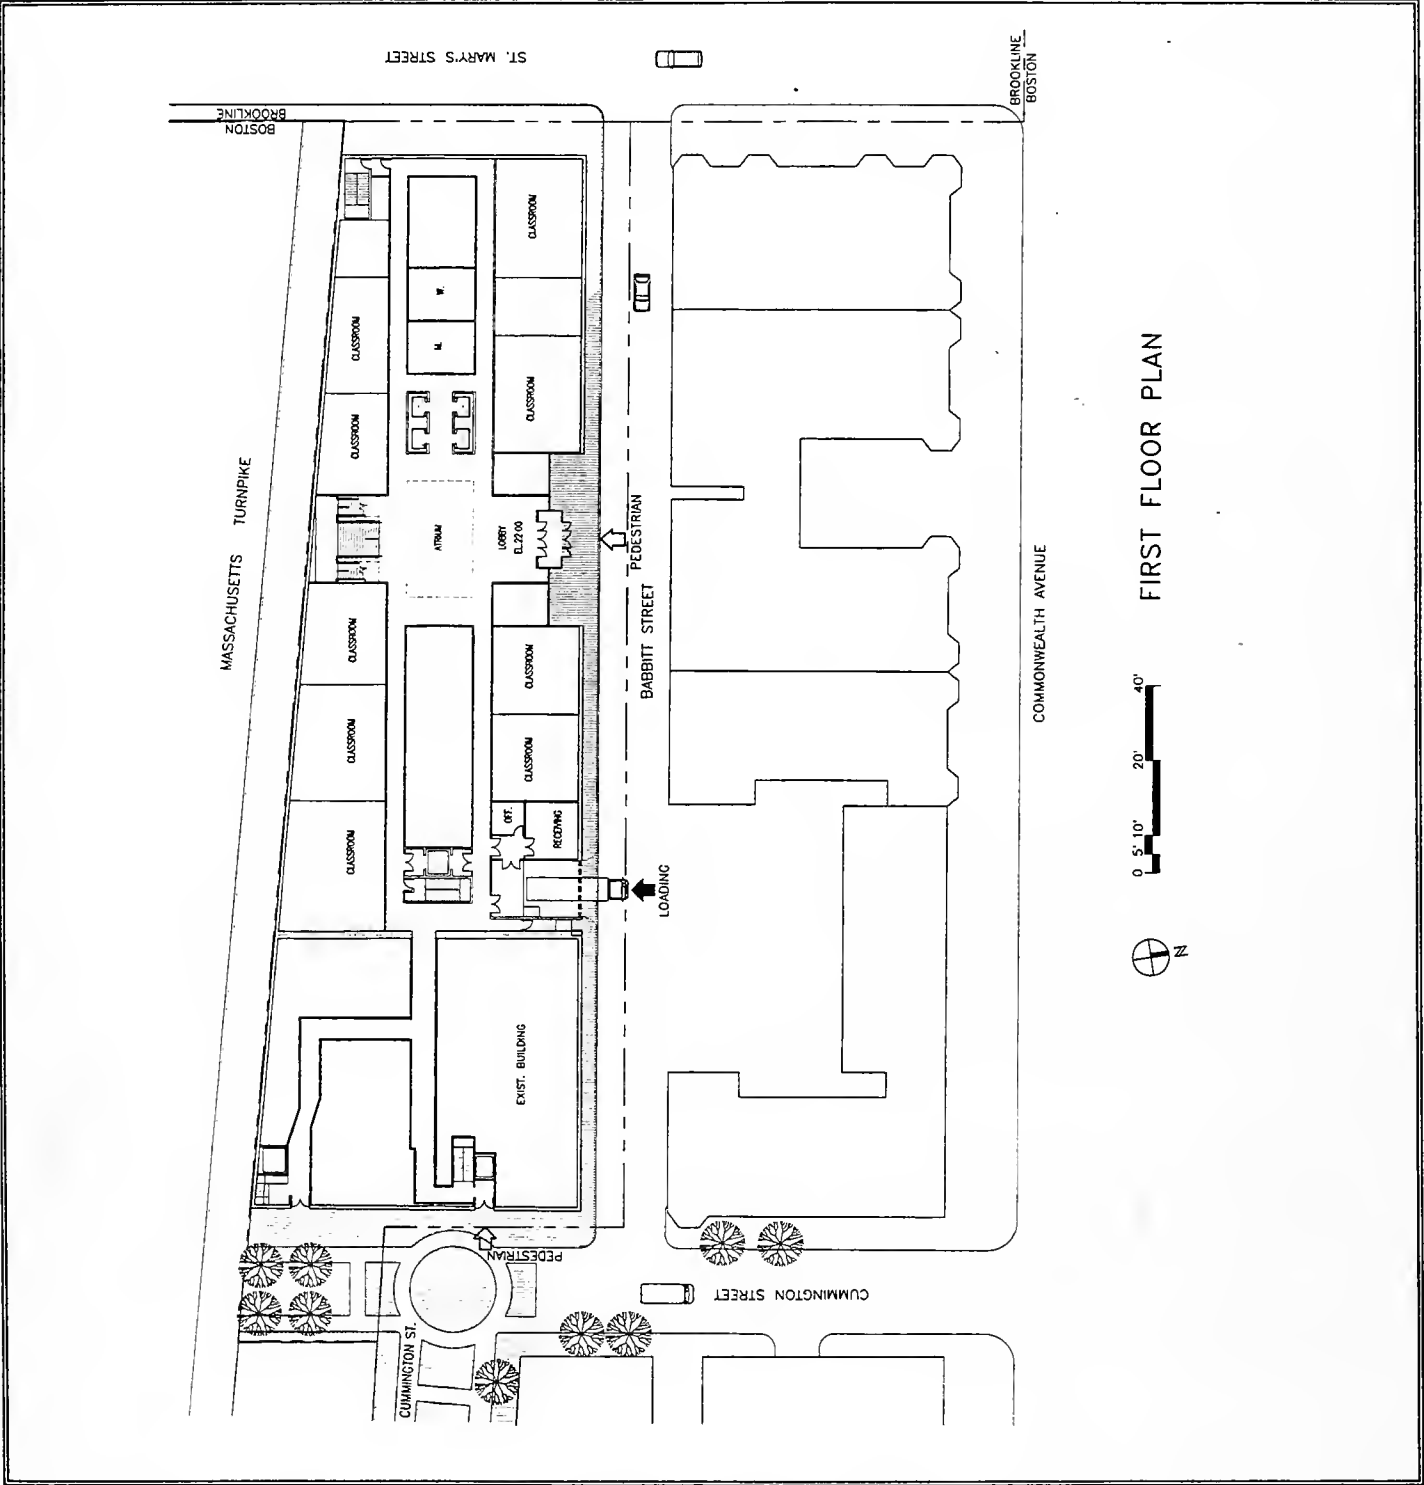 ST. MARY'S STREET
BROOKLINE
BOSTON
BROOKLINE
BOSTON
MASSACHUSETTS TURNPIKE
CLASSROOM
CLASSROOM
CLASSROOM
CLASSROOM
CLASSROOM
W.
M.
ATRIUM
LOBBY
EL.22.00
CLASSROOM
CLASSROOM
CLASSROOM
CLASSROOM
OFF.
RECEIVING
EXIST. BUILDING
PEDESTRIAN
BABBITT STREET
LOADING
PEDESTRIAN
CUMMINGTON ST.
CUMMINGTON STREET
COMMONWEALTH AVENUE
FIRST FLOOR PLAN
0 5' 10' 20' 40'
N